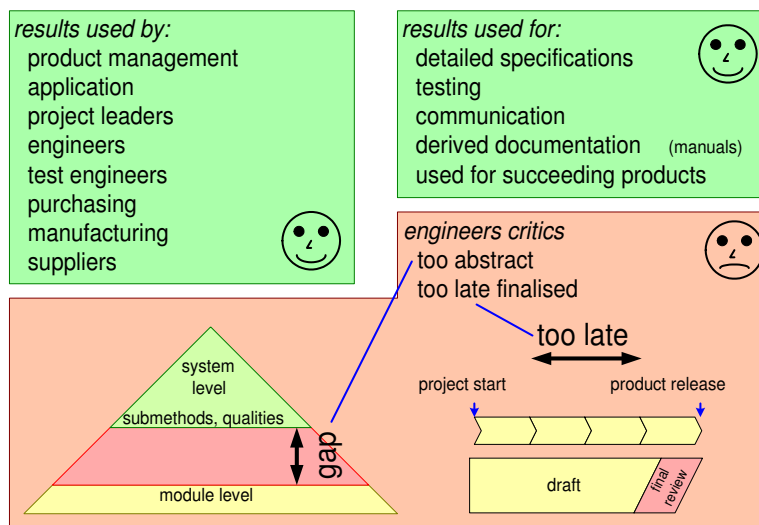 results used by:
product management
application
project leaders
engineers
test engineers
purchasing
manufacturing
suppliers
results used for:
detailed specifications
testing
communication
derived documentation (manuals)
used for succeeding products
engineers critics
too abstract
too late finalised
too late
project start
product release
draft
final
review
system
level
submethods, qualities
gap
module level